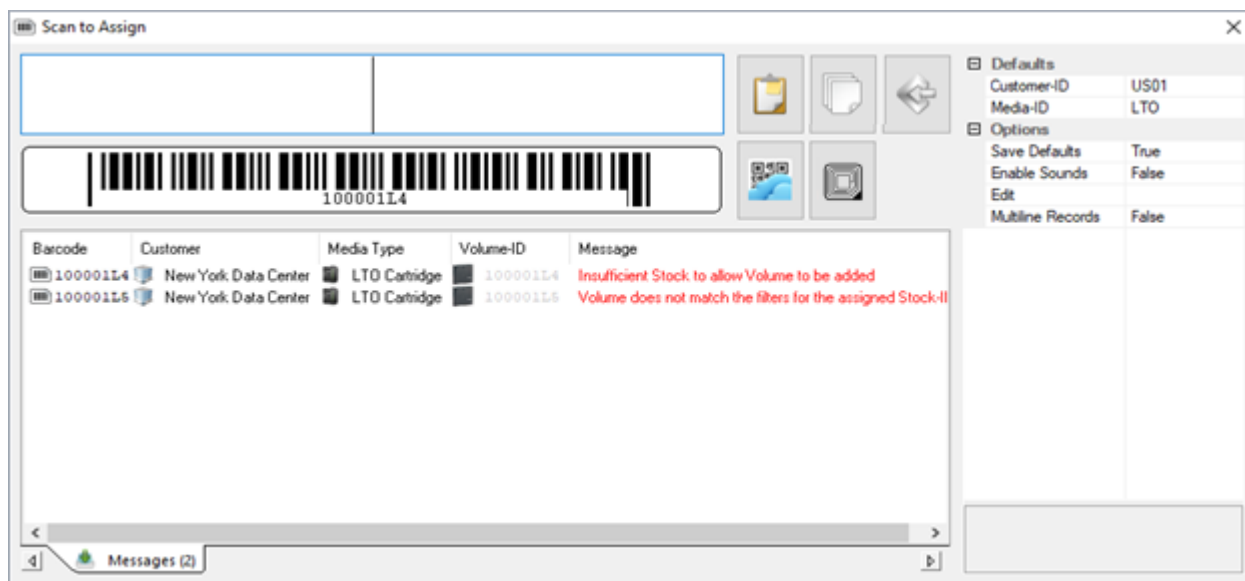 Scan to Assign
Defaults
Customer-ID US01
Media-ID LTO
Options
Save Defaults True
Enable Sounds False
Edit
Multiline Records False
100001L4
Barcode Customer Media Type Volume-ID Message
100001L4 New York Data Center LTO Cartridge 100001L4 Insufficient Stock to allow Volume to be added
100001L5 New York Data Center LTO Cartridge 100001L5 Volume does not match the filters for the assigned Stock-II
Messages (2)